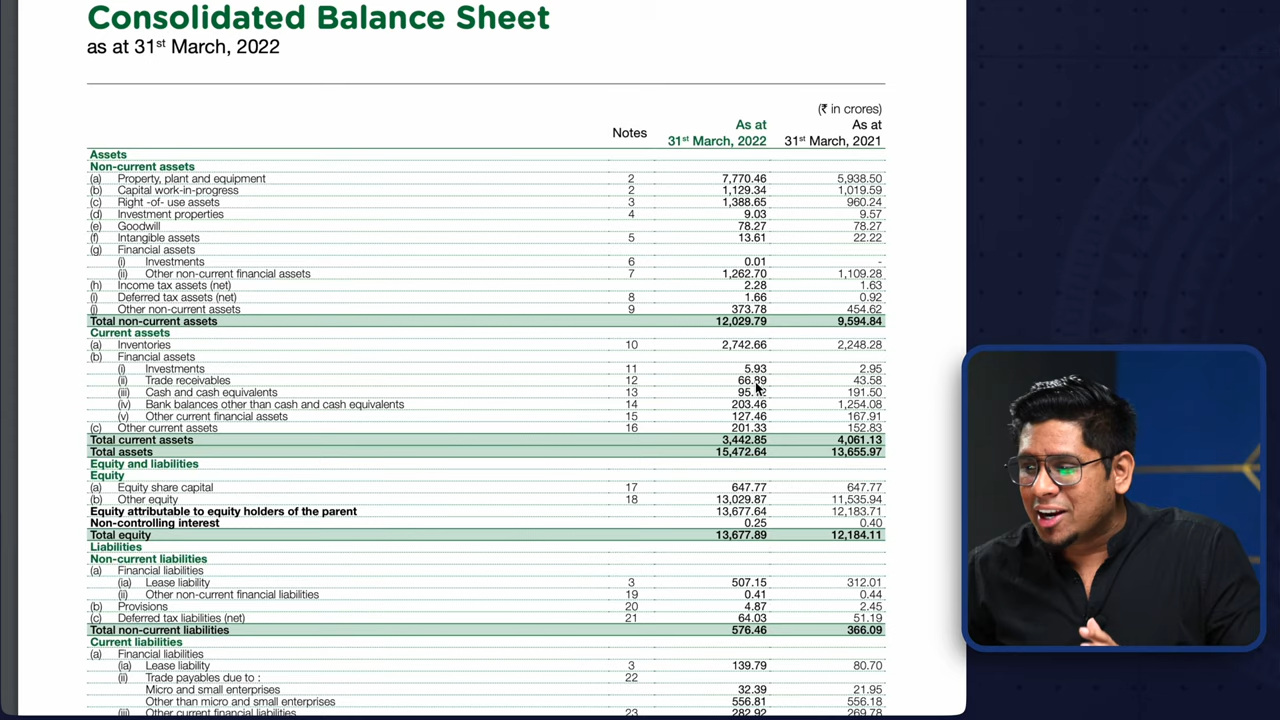 Consolidated Balance Sheet
as at 31st March, 2022
(₹ in crores)
Notes As at 31st March, 2022 As at 31st March, 2021
Assets
Non-current assets
(a) Property, plant and equipment 2 7,770.46 5,938.50
(b) Capital work-in-progress 2 1,129.34 1,019.59
(c) Right -of- use assets 3 1,388.65 960.24
(d) Investment properties 4 9.03 9.57
(e) Goodwill 78.27 78.27
(f) Intangible assets 5 13.61 22.22
(g) Financial assets
(i) Investments 6 0.01 -
(ii) Other non-current financial assets 7 1,262.70 1,109.28
(h) Income tax assets (net) 2.28 1.63
(i) Deferred tax assets (net) 8 1.66 0.92
(j) Other non-current assets 9 373.78 454.62
Total non-current assets 12,029.79 9,594.84
Current assets
(a) Inventories 10 2,742.66 2,248.28
(b) Financial assets
(i) Investments 11 5.93 2.95
(ii) Trade receivables 12 43.58
(iii) Cash and cash equivalents 13 191.50
(iv) Bank balances other than cash and cash equivalents 14 203.46 1,254.08
(v) Other current financial assets 15 127.46 167.91
(c) Other current assets 16 201.33 152.83
Total current assets 3,442.85 4,061.13
Total assets 15,472.64 13,655.97
Equity and liabilities
Equity
(a) Equity share capital 17 647.77 647.77
(b) Other equity 18 13,029.87 11,535.94
Equity attributable to equity holders of the parent 13,677.64 12,183.71
Non-controlling interest 0.25 0.40
Total equity 13,677.89 12,184.11
Liabilities
Non-current liabilities
(a) Financial liabilities
(ia) Lease liability 3 507.15 312.01
(ii) Other non-current financial liabilities 19 0.41 0.44
(b) Provisions 20 4.87 2.45
(c) Deferred tax liabilities (net) 21 64.03 51.19
Total non-current liabilities 576.46 366.09
Current liabilities
(a) Financial liabilities
(ia) Lease liability 3 139.79 80.70
(ii) Trade payables due to : 22
Micro and small enterprises 32.39 21.95
Other than micro and small enterprises 556.81 556.18
(iii) Other current financial liabilities 23 282.92 269.78